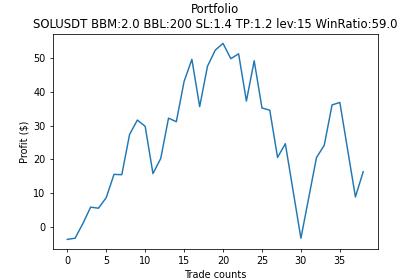 Portfolio
SOLUSDT BBM:2.0 BBL:200 SL:1.4 TP:1.2 lev:15 WinRatio:59.0
Profit ($)
50
40
30
20
10
0
0 5 10 15 20 25 30 35
Trade counts